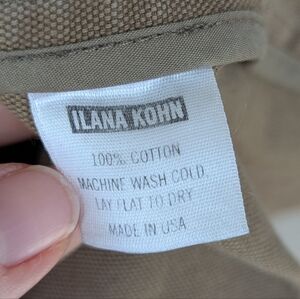 ILANA KOHN
100% COTTON
MACHINE WASH COLD
LAY FLAT TO DRY
MADE IN USA